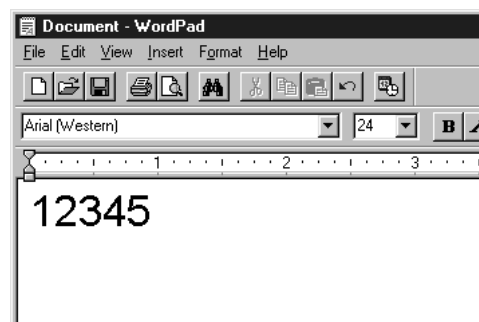 Document - WordPad
File Edit View Insert Format Help
Arial (Western) 24 B
1 2 3
12345